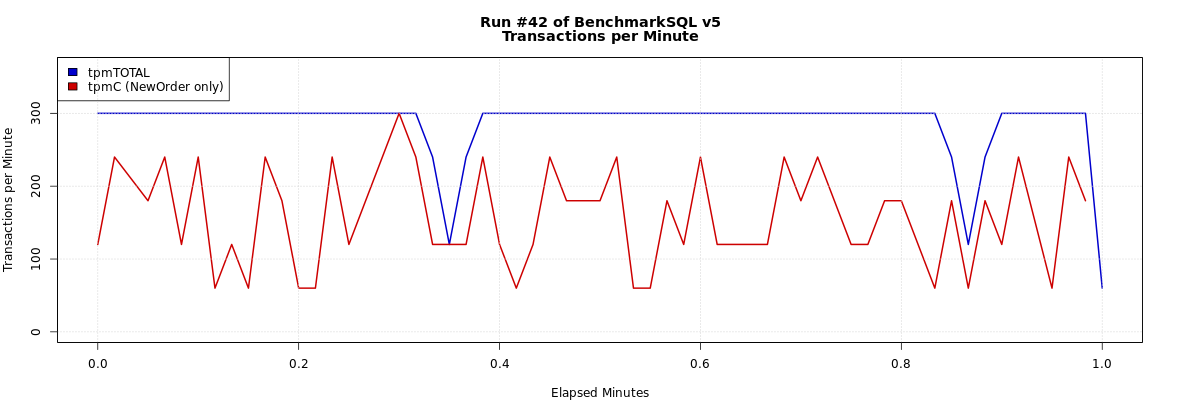 Run #42 of BenchmarkSQL v5
Transactions per Minute
tpmTOTAL
tpmC (NewOrder only)
Transactions per Minute
300
200
100
0
0.0 0.2 0.4 0.6 0.8 1.0
Elapsed Minutes